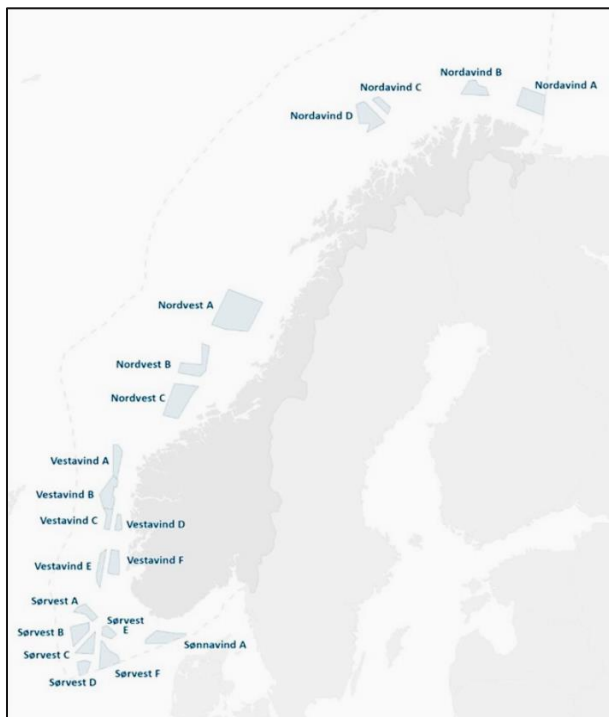 Nordavind B
Nordavind C
Nordavind A
Nordavind D
Nordvest A
Nordvest B
Nordvest C
Vestavind A
Vestavind B
Vestavind C
Vestavind D
Vestavind E
Vestavind F
Sørvest A
Sørvest
E
Sørvest B
Sønnavind A
Sørvest C
Sørvest F
Sørvest D